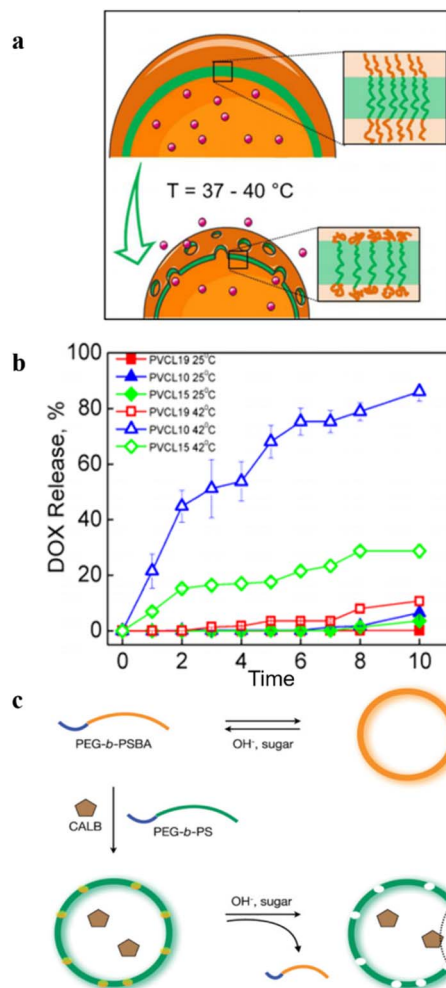 a
T = 37 - 40 °C
b
DOX Release, %
100
80
60
40
20
0
PVCL19 25°C
PVCL10 25°C
PVCL15 25°C
PVCL19 42°C
PVCL10 42°C
PVCL15 42°C
0 2 4 6 8 10
Time
c
PEG-b-PSBA
OH⁻, sugar
CALB
PEG-b-PS
OH⁻, sugar